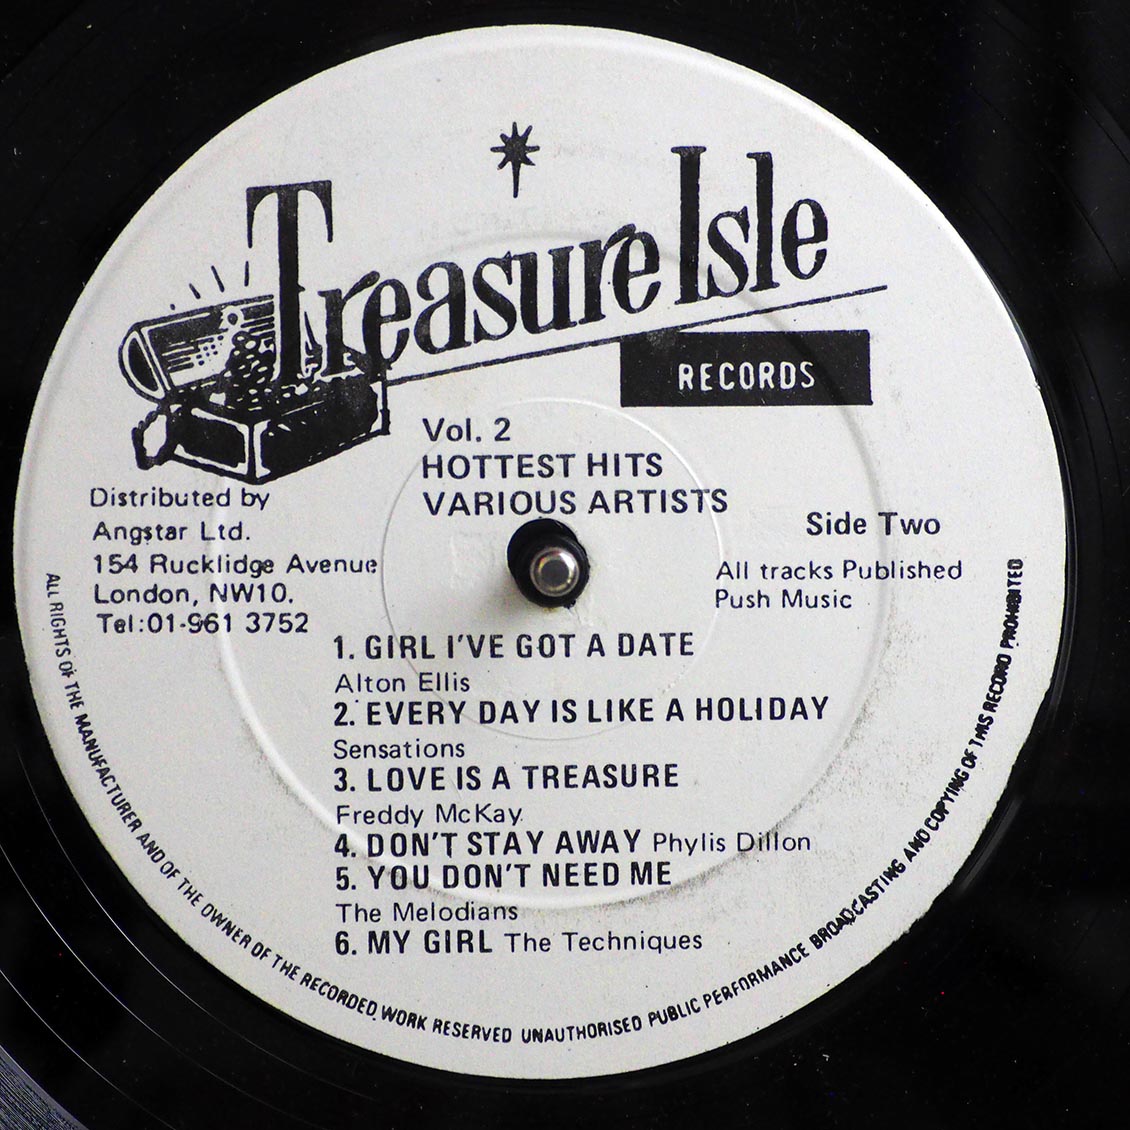 Treasure Isle
RECORDS
Vol. 2
HOTTEST HITS
VARIOUS ARTISTS
Distributed by
Angstar Ltd.
154 Rucklidge Avenue
London, NW10.
Tel:01-961 3752
Side Two
All tracks Published
Push Music
1. GIRL I'VE GOT A DATE
Alton Ellis
2. EVERY DAY IS LIKE A HOLIDAY
Sensations
3. LOVE IS A TREASURE
Freddy McKay
4. DON'T STAY AWAY Phylis Dillon
5. YOU DON'T NEED ME
The Melodians
6. MY GIRL The Techniques
ALL RIGHTS OF THE MANUFACTURER AND OF THE OWNER OF THE RECORDED WORK RESERVED UNAUTHORISED PUBLIC PERFORMANCE BROADCASTING AND COPYING OF THIS RECORD PROHIBITED